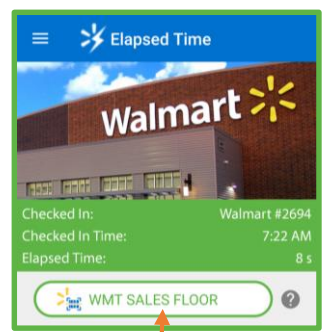 Elapsed Time
Walmart
Checked In: Walmart #2694
Checked In Time: 7:22 AM
Elapsed Time: 8 s
WMT SALES FLOOR ?